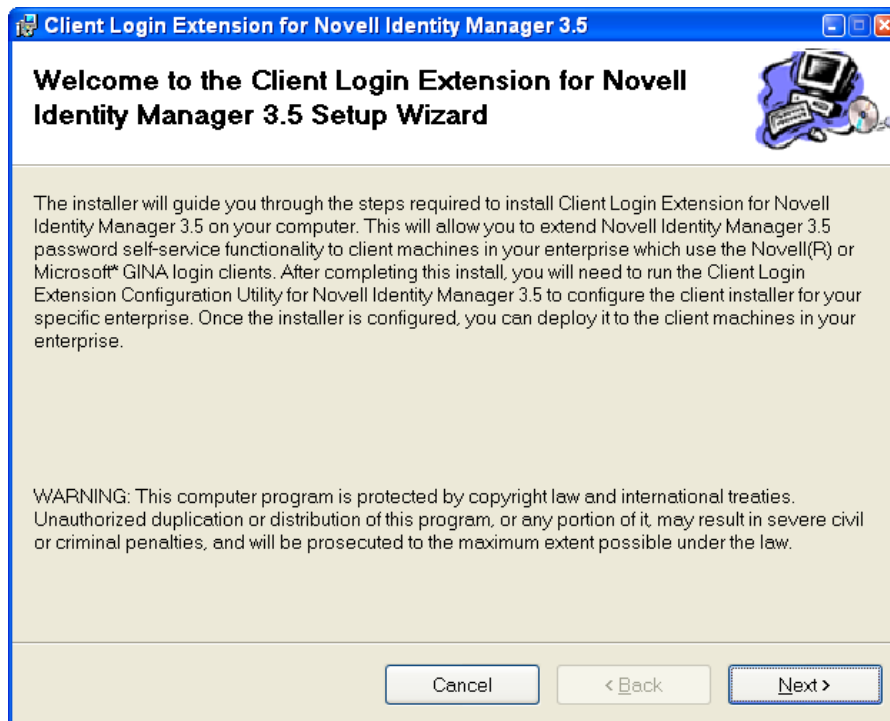 Client Login Extension for Novell Identity Manager 3.5
Welcome to the Client Login Extension for Novell
Identity Manager 3.5 Setup Wizard
The installer will guide you through the steps required to install Client Login Extension for Novell
Identity Manager 3.5 on your computer. This will allow you to extend Novell Identity Manager 3.5
password self-service functionality to client machines in your enterprise which use the Novell(R) or
Microsoft* GINA login clients. After completing this install, you will need to run the Client Login
Extension Configuration Utility for Novell Identity Manager 3.5 to configure the client installer for your
specific enterprise. Once the installer is configured, you can deploy it to the client machines in your
enterprise.
WARNING: This computer program is protected by copyright law and international treaties.
Unauthorized duplication or distribution of this program, or any portion of it, may result in severe civil
or criminal penalties, and will be prosecuted to the maximum extent possible under the law.
Cancel
< Back
Next >